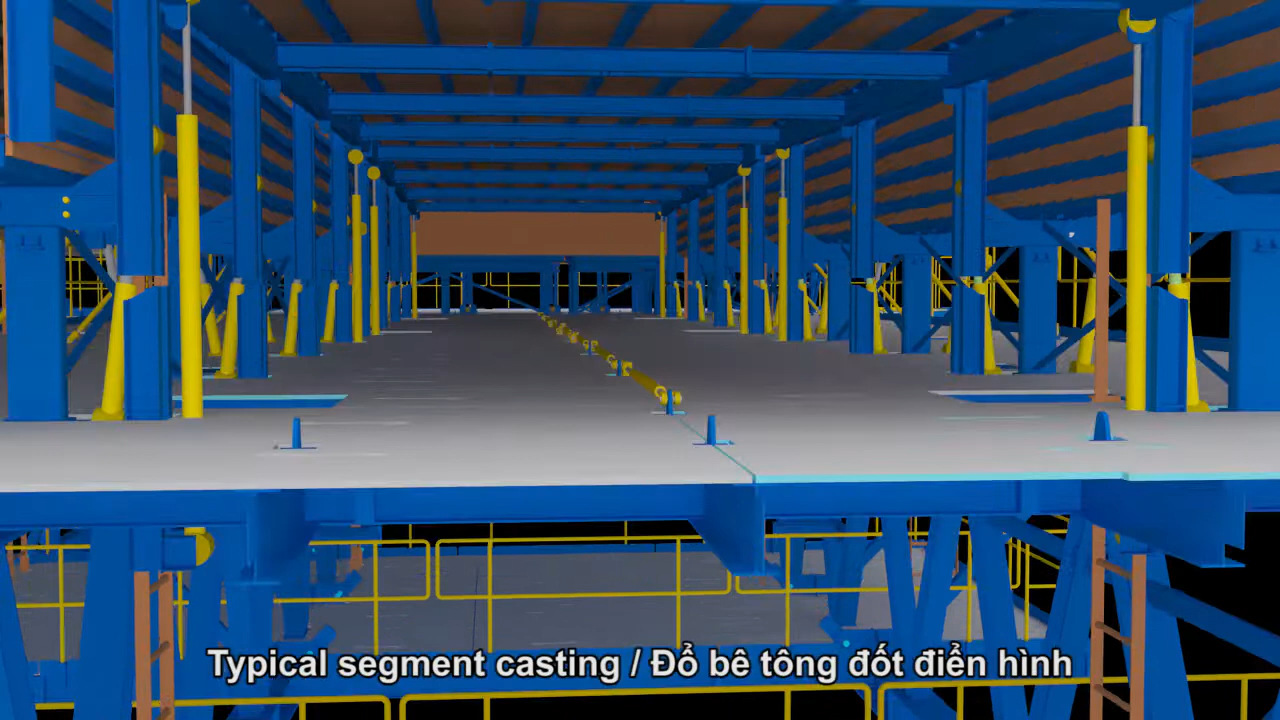 Typical segment casting / Đổ bê tông đốt điển hình